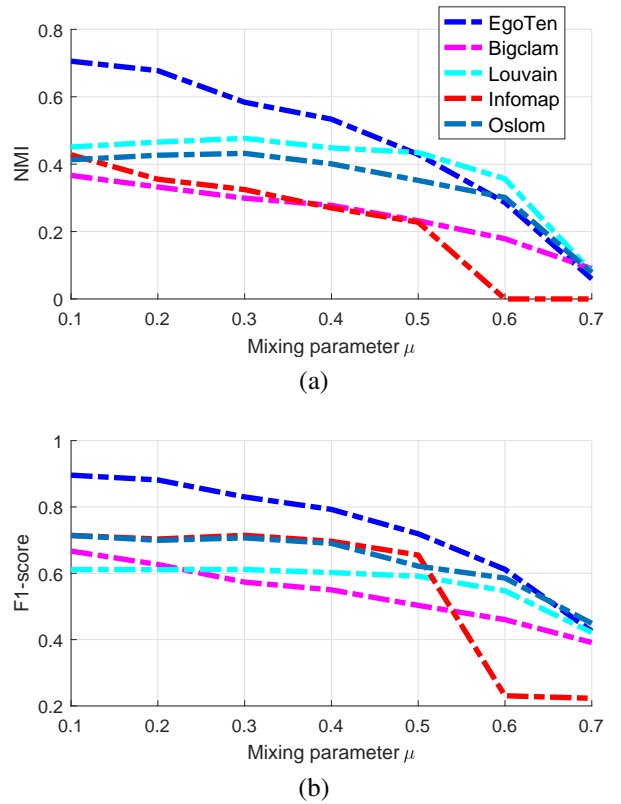 0.8
0.6
0.4
0.2
0
NMI
EgoTen
Bigclam
Louvain
Infomap
Oslom
0.1 0.2 0.3 0.4 0.5 0.6 0.7
Mixing parameter μ
(a)
1
0.8
0.6
0.4
0.2
F1-score
0.1 0.2 0.3 0.4 0.5 0.6 0.7
Mixing parameter μ
(b)